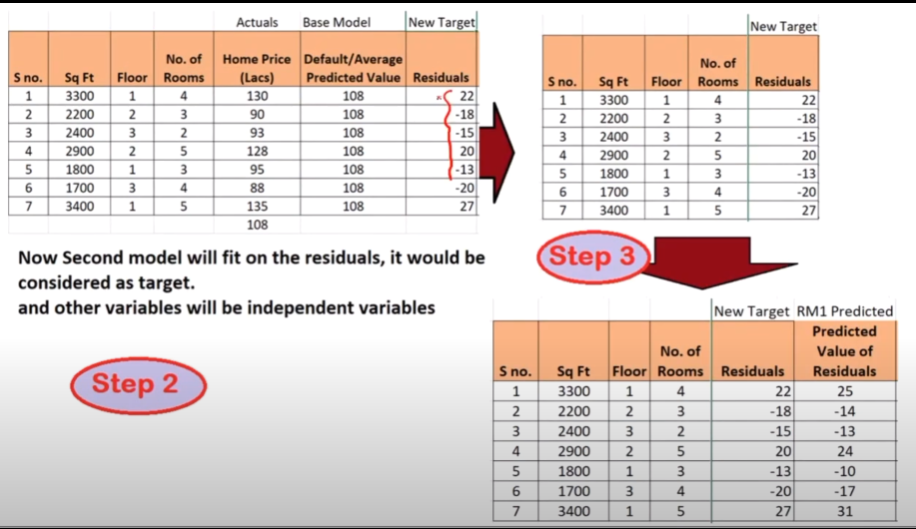 Actuals Base Model New Target
S no. Sq Ft Floor No. of Rooms Home Price (Lacs) Default/Average Predicted Value Residuals
1 3300 1 4 130 108 22
2 2200 2 3 90 108 -18
3 2400 3 2 93 108 -15
4 2900 2 5 128 108 20
5 1800 1 3 95 108 -13
6 1700 3 4 88 108 -20
7 3400 1 5 135 108 27
108
New Target
S no. Sq Ft Floor No. of Rooms Residuals
1 3300 1 4 22
2 2200 2 3 -18
3 2400 3 2 -15
4 2900 2 5 20
5 1800 1 3 -13
6 1700 3 4 -20
7 3400 1 5 27
Now Second model will fit on the residuals, it would be
considered as target.
and other variables will be independent variables
Step 2
Step 3
New Target RM1 Predicted
S no. Sq Ft Floor No. of Rooms Residuals Predicted Value of Residuals
1 3300 1 4 22 25
2 2200 2 3 -18 -14
3 2400 3 2 -15 -13
4 2900 2 5 20 24
5 1800 1 3 -13 -10
6 1700 3 4 -20 -17
7 3400 1 5 27 31